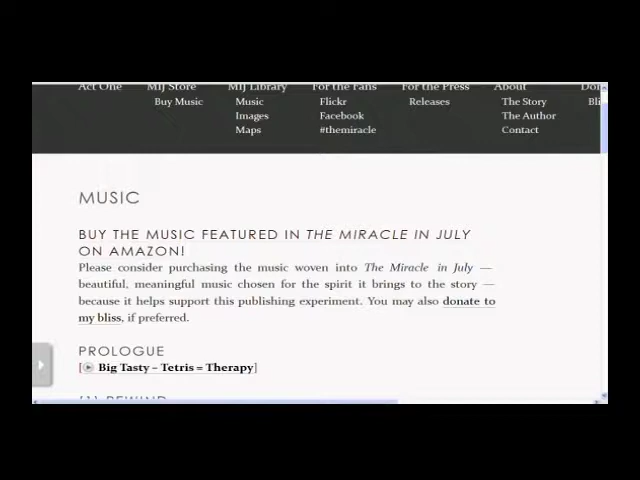 Act One MIJ Store MIJ Library For the Fans For the Press About
Buy Music Music Flickr Releases The Story Bli
Images Facebook The Author
Maps #themiracle Contact
MUSIC
BUY THE MUSIC FEATURED IN THE MIRACLE IN JULY
ON AMAZON!
Please consider purchasing the music woven into The Miracle in July —
beautiful, meaningful music chosen for the spirit it brings to the story —
because it helps support this publishing experiment. You may also donate to
my bliss, if preferred.
PROLOGUE
[Big Tasty – Tetris = Therapy]
[1] REWIND